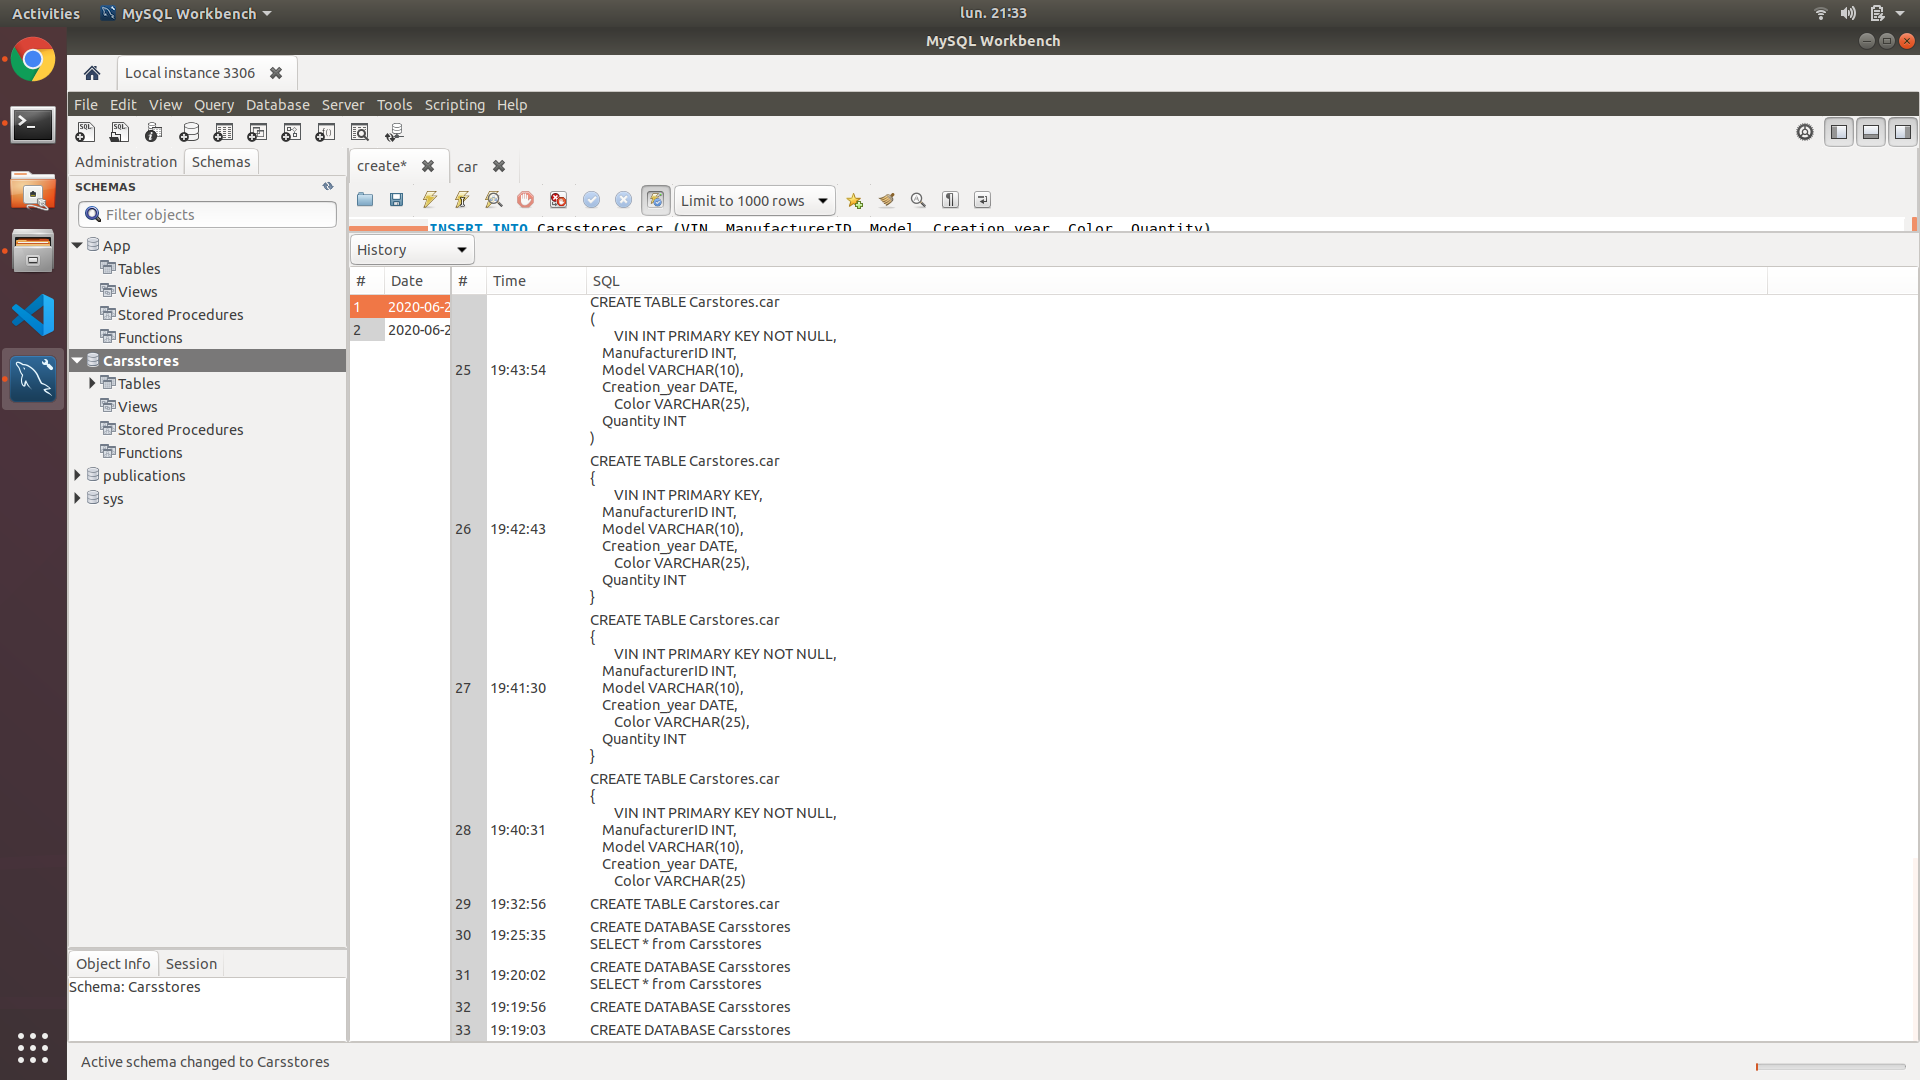 Activities
MySQL Workbench
lun. 21:33
MySQL Workbench
Local instance 3306
File Edit View Query Database Server Tools Scripting Help
Administration
Schemas
SCHEMAS
Filter objects
App
Tables
Views
Stored Procedures
Functions
Carsstores
Tables
Views
Stored Procedures
Functions
publications
sys
Object Info
Session
Schema: Carsstores
create*
car
Limit to 1000 rows
INSERT INTO Carsstores.car (VIN, ManufacturerID, Model, Creation_year, Color, Quantity)
History
# Date
1 2020-06-2
2 2020-06-2
# Time SQL
25 19:43:54
CREATE TABLE Carstores.car
(
VIN INT PRIMARY KEY NOT NULL,
ManufacturerID INT,
Model VARCHAR(10),
Creation_year DATE,
Color VARCHAR(25),
Quantity INT
)
26 19:42:43
CREATE TABLE Carstores.car
{
VIN INT PRIMARY KEY,
ManufacturerID INT,
Model VARCHAR(10),
Creation_year DATE,
Color VARCHAR(25),
Quantity INT
}
27 19:41:30
CREATE TABLE Carstores.car
{
VIN INT PRIMARY KEY NOT NULL,
ManufacturerID INT,
Model VARCHAR(10),
Creation_year DATE,
Color VARCHAR(25),
Quantity INT
}
28 19:40:31
CREATE TABLE Carstores.car
{
VIN INT PRIMARY KEY NOT NULL,
ManufacturerID INT,
Model VARCHAR(10),
Creation_year DATE,
Color VARCHAR(25)
29 19:32:56 CREATE TABLE Carstores.car
30 19:25:35
CREATE DATABASE Carsstores
SELECT * from Carsstores
31 19:20:02
CREATE DATABASE Carsstores
SELECT * from Carsstores
32 19:19:56 CREATE DATABASE Carsstores
33 19:19:03 CREATE DATABASE Carsstores
Active schema changed to Carsstores